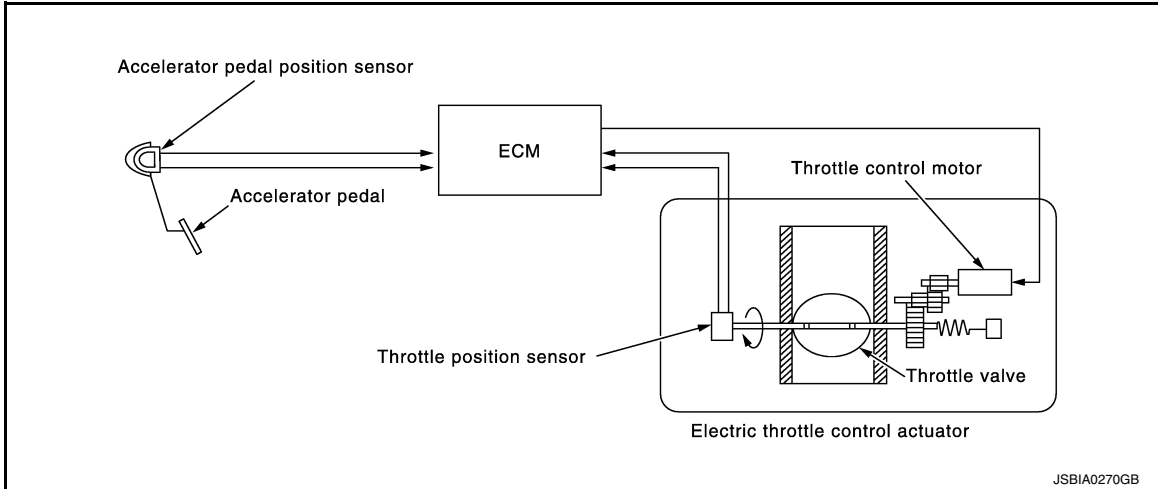 Accelerator pedal position sensor
ECM
Throttle control motor
Accelerator pedal
Throttle position sensor
Throttle valve
Electric throttle control actuator
JSBIA0270GB